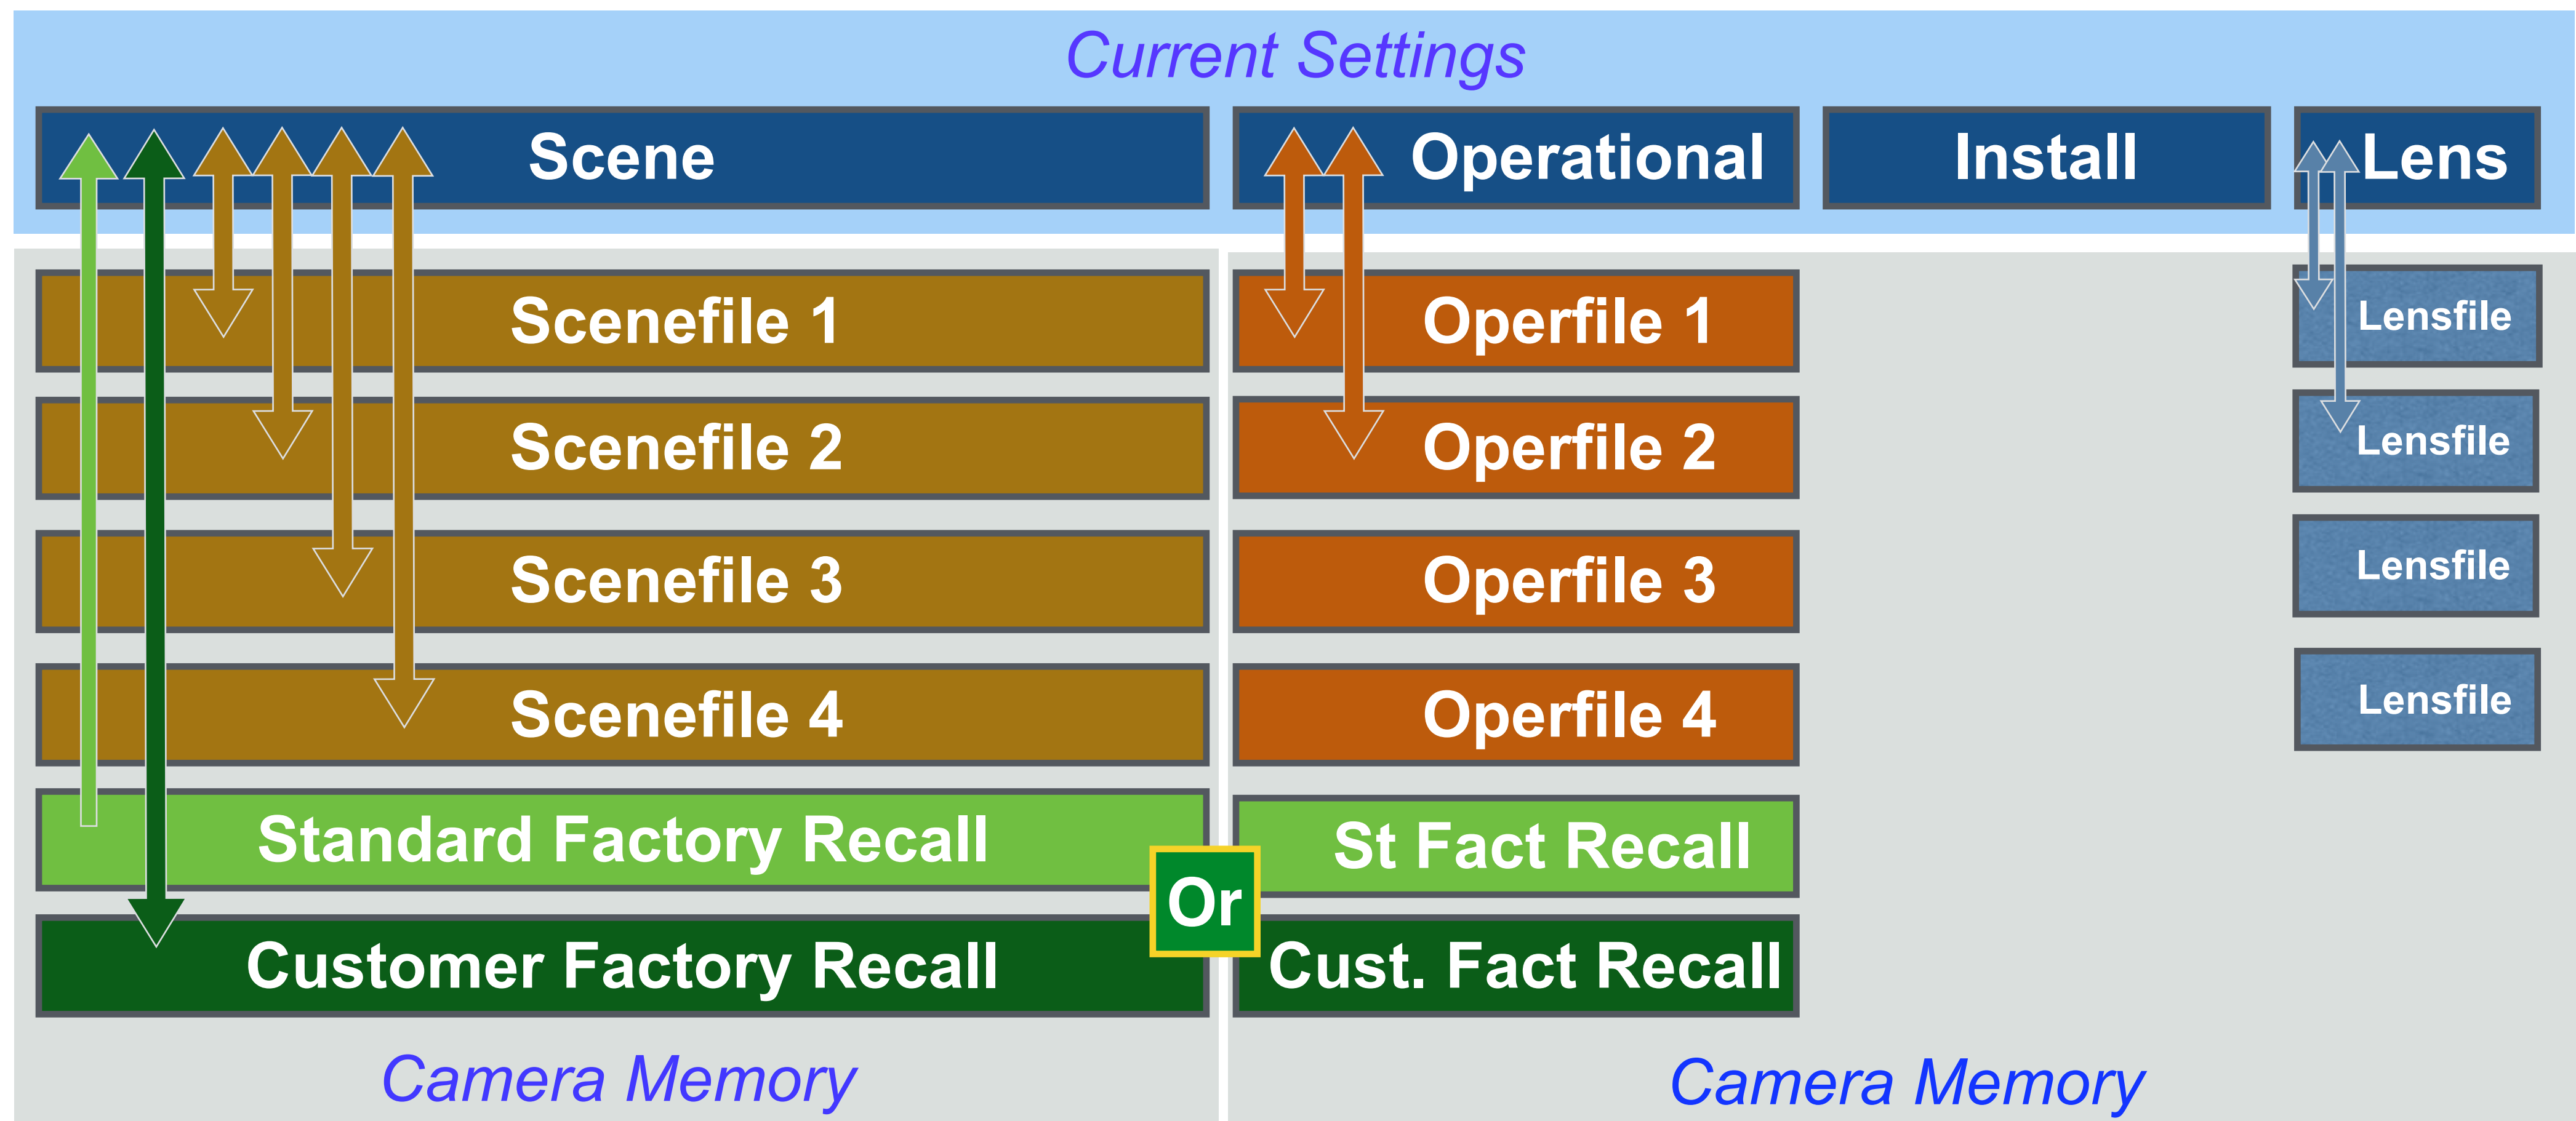 Current Settings
Scene
Operational
Install
Lens
Scenefile 1
Operfile 1
Lensfile
Scenefile 2
Operfile 2
Lensfile
Scenefile 3
Operfile 3
Lensfile
Scenefile 4
Operfile 4
Lensfile
Standard Factory Recall
St Fact Recall
Or
Customer Factory Recall
Cust. Fact Recall
Camera Memory
Camera Memory